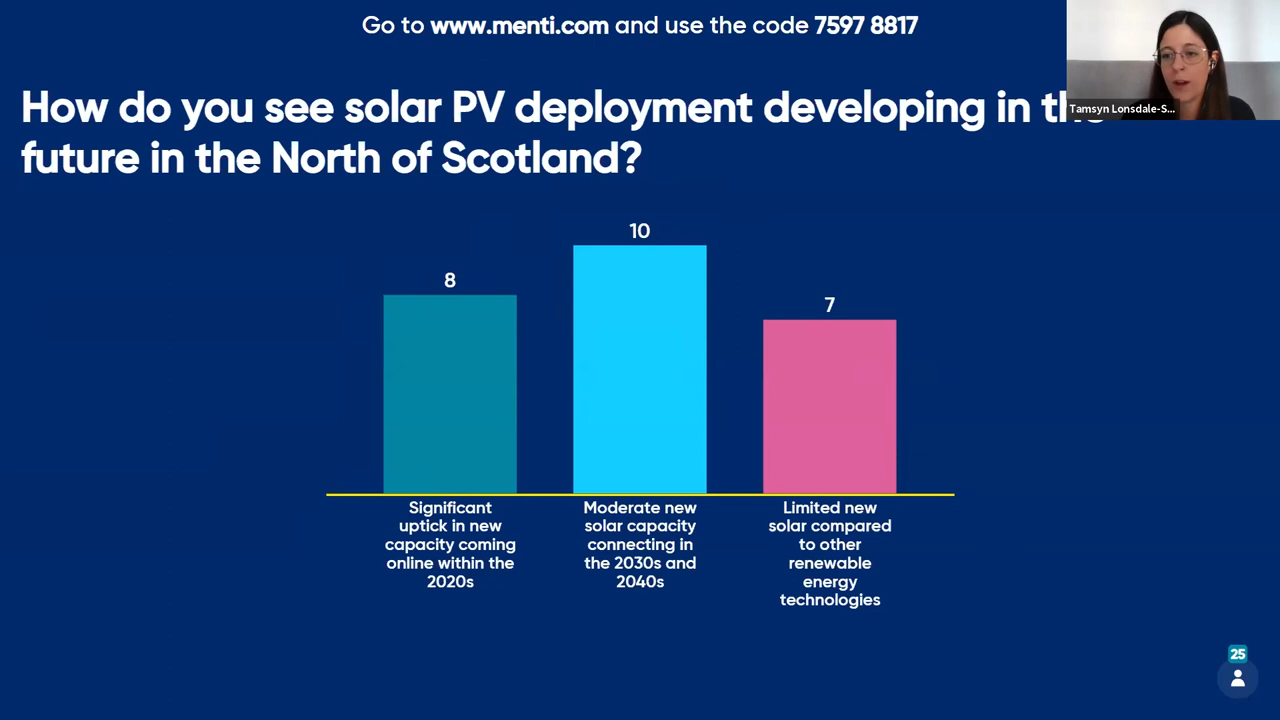 Go to www.menti.com and use the code 7597 8817
Tamsyn Lonsdale-S...
How do you see solar PV deployment developing in
future in the North of Scotland?
8
10
7
Significant
uptick in new
capacity coming
online within the
2020s
Moderate new
solar capacity
connecting in
the 2030s and
2040s
Limited new
solar compared
to other
renewable
energy
technologies
25